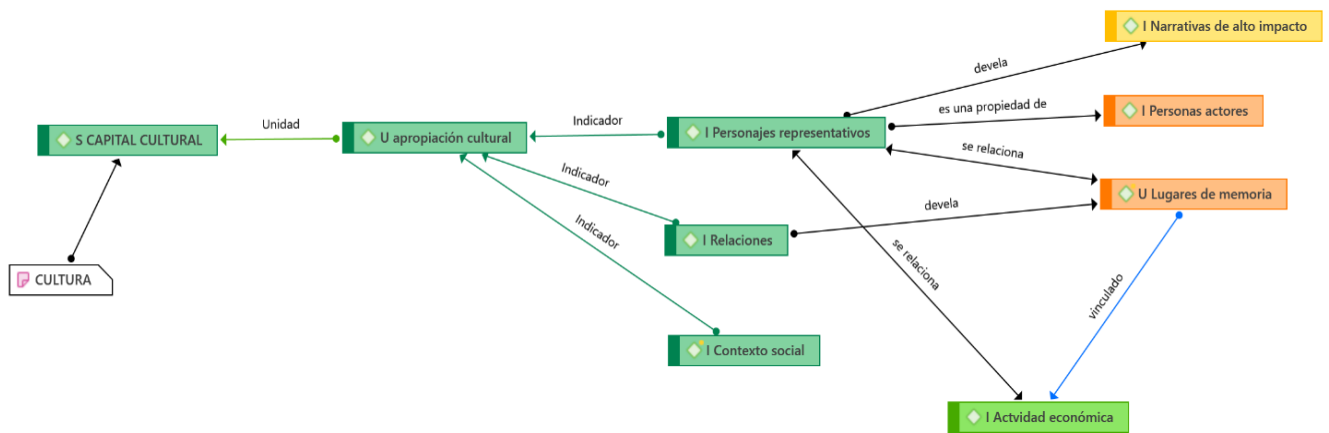 I Narrativas de alto impacto
devela
es una propiedad de
I Personas actores
Unidad
Indicador
S CAPITAL CULTURAL
U apropiación cultural
I Personajes representativos
se relaciona
Indicador
U Lugares de memoria
devela
Indicador
I Relaciones
se relaciona
CULTURA
vinculado
I Contexto social
I Actvidad económica